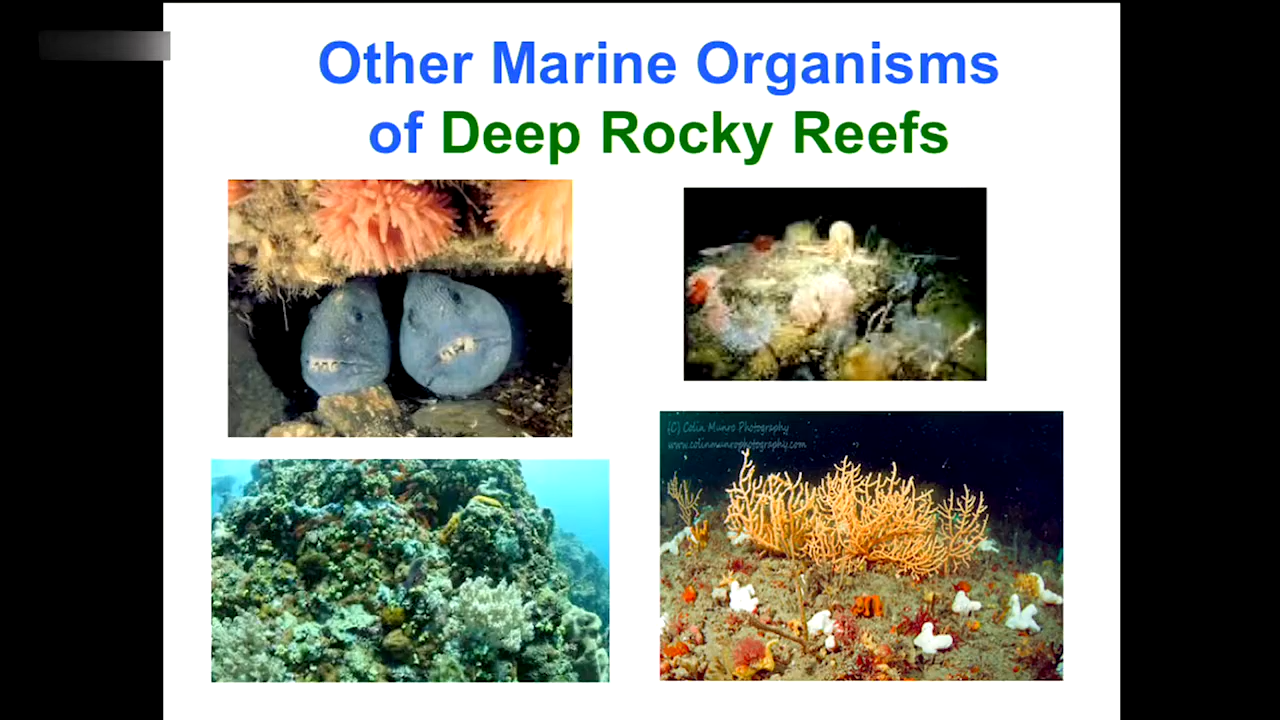 Other Marine Organisms
of Deep Rocky Reefs
(C) Colin Munro Photography
www.colinmunrophotography.com